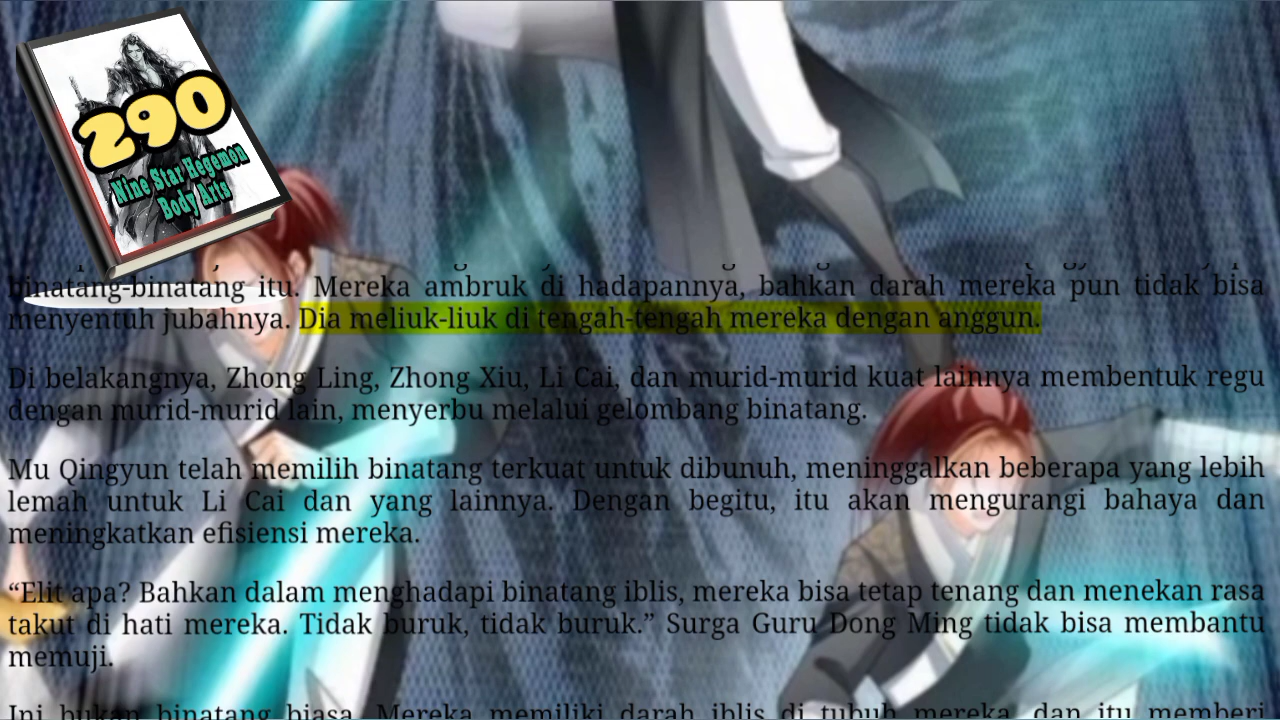 290
Nine Star Hegemon
Body Arts
binatang-binatang itu. Mereka ambruk di hadapannya, bahkan darah mereka pun tidak bisa
menyentuh jubahnya. Dia meliuk-liuk di tengah-tengah mereka dengan anggun.
Di belakangnya, Zhong Ling, Zhong Xiu, Li Cai, dan murid-murid kuat lainnya membentuk regu
dengan murid-murid lain, menyerbu melalui gelombang binatang.
Mu Qingyun telah memilih binatang terkuat untuk dibunuh, meninggalkan beberapa yang lebih
lemah untuk Li Cai dan yang lainnya. Dengan begitu, itu akan mengurangi bahaya dan
meningkatkan efisiensi mereka.
“Elit apa? Bahkan dalam menghadapi binatang iblis, mereka bisa tetap tenang dan menekan rasa
takut di hati mereka. Tidak buruk, tidak buruk.” Surga Guru Dong Ming tidak bisa membantu
memuji.
Ini bukan binatang biasa. Mereka memiliki darah iblis di tubuh mereka, dan itu memberi